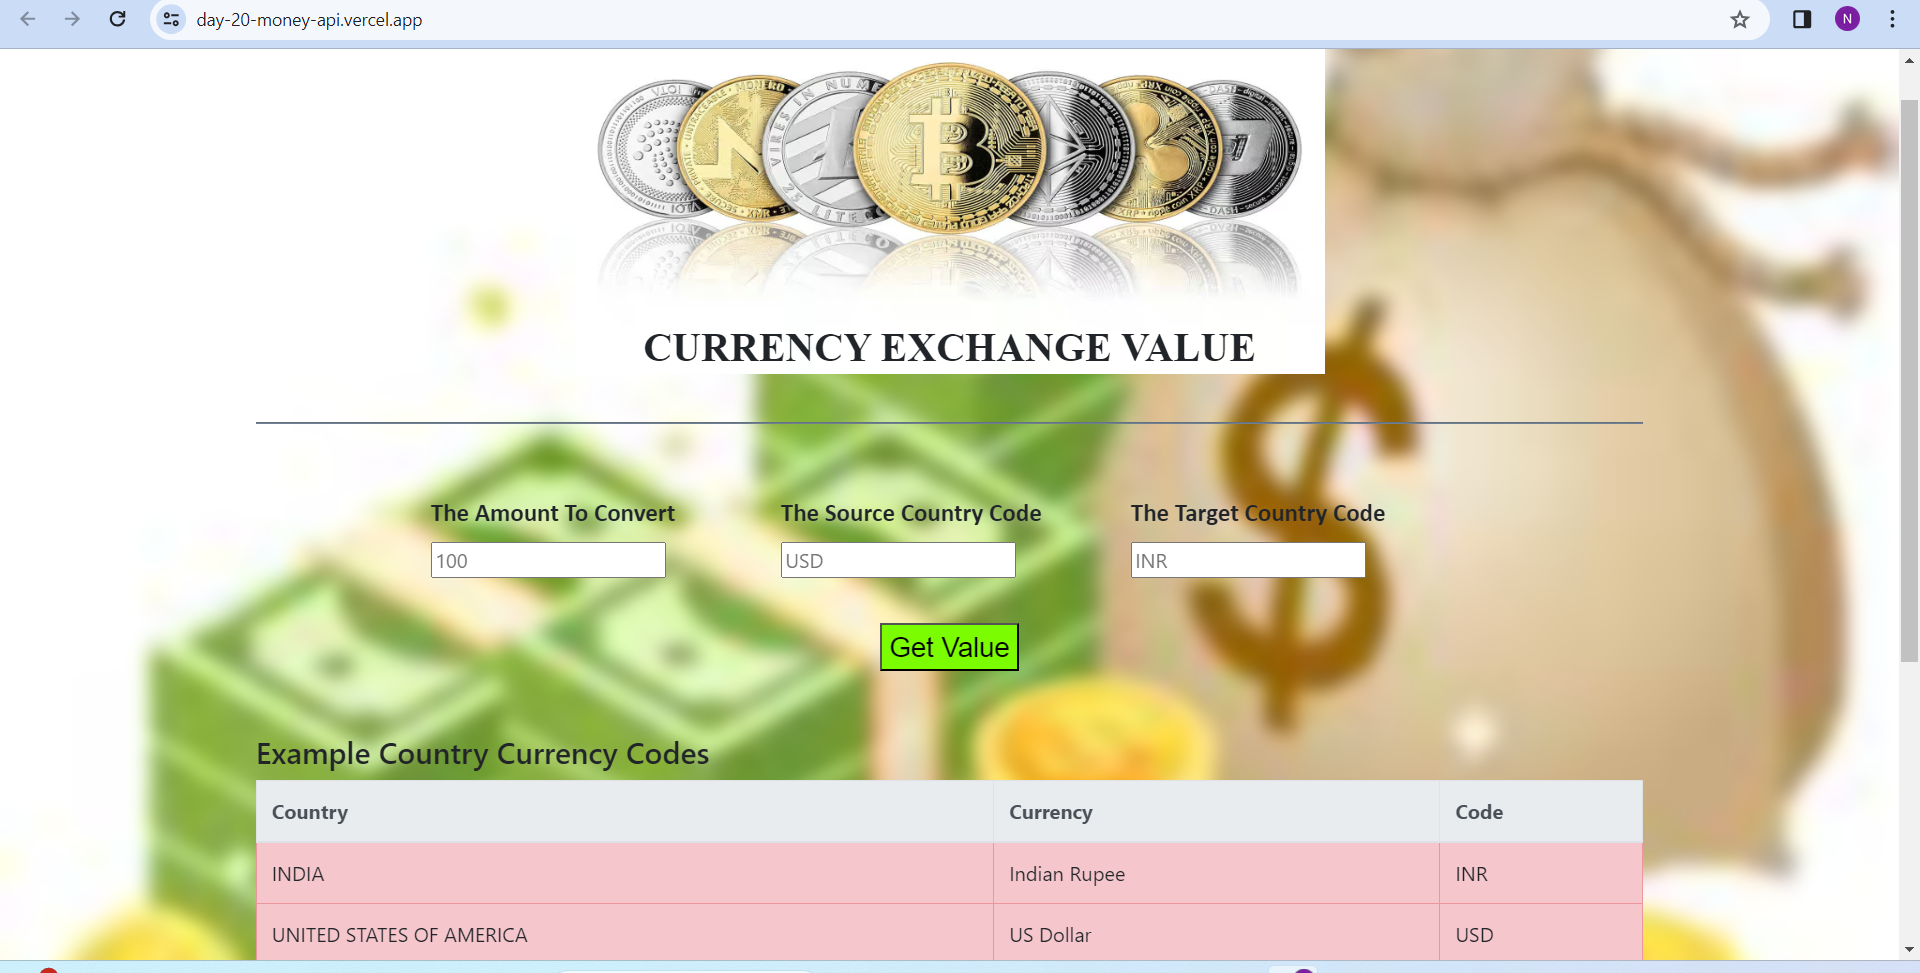 day-20-money-api.vercel.app
N
CURRENCY EXCHANGE VALUE
The Amount To Convert
The Source Country Code
The Target Country Code
100
USD
INR
Get Value
Example Country Currency Codes
Country
Currency
Code
INDIA
Indian Rupee
INR
UNITED STATES OF AMERICA
US Dollar
USD